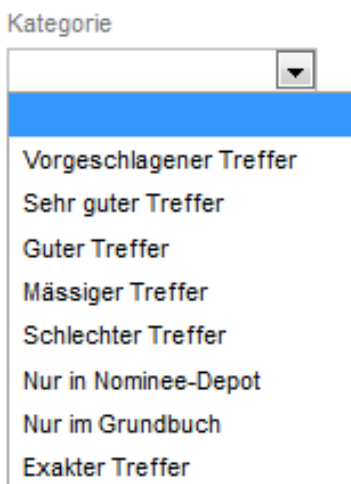 Kategorie
Vorgeschlagener Treffer
Sehr guter Treffer
Guter Treffer
Mässiger Treffer
Schlechter Treffer
Nur in Nominee-Depot
Nur im Grundbuch
Exakter Treffer